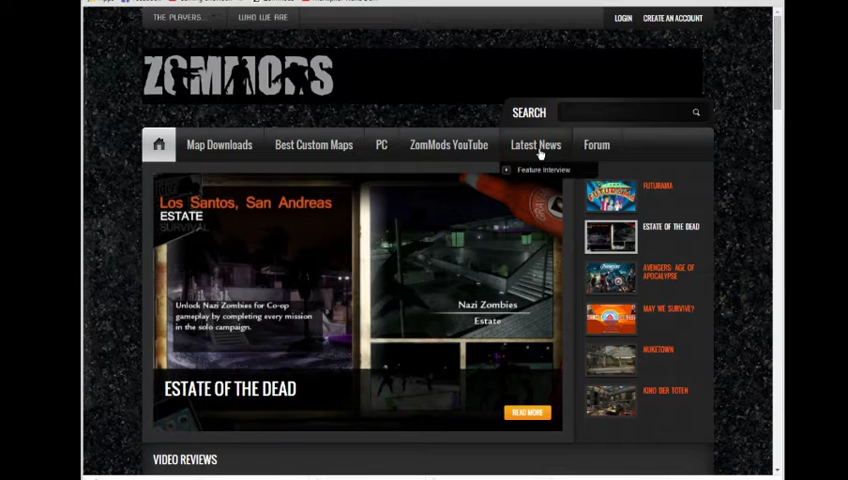 THE PLAYERS...
WHO WE ARE
LOGIN
CREATE AN ACCOUNT
ZOMMODS
SEARCH
Map Downloads
Best Custom Maps
PC
ZomMods YouTube
Latest News
Forum
Feature Interview
Los Santos, San Andreas
ESTATE
SURVIVAL
Unlock Nazi Zombies for Co-op
gameplay by completing every mission
in the solo campaign.
Nazi Zombies
Estate
ESTATE OF THE DEAD
READ MORE
FUTURAMA
ESTATE OF THE DEAD
AVENGERS: AGE OF
APOCALYPSE
MAY WE SURVIVE?
NUKETOWN
KINO DER TOTEN
VIDEO REVIEWS